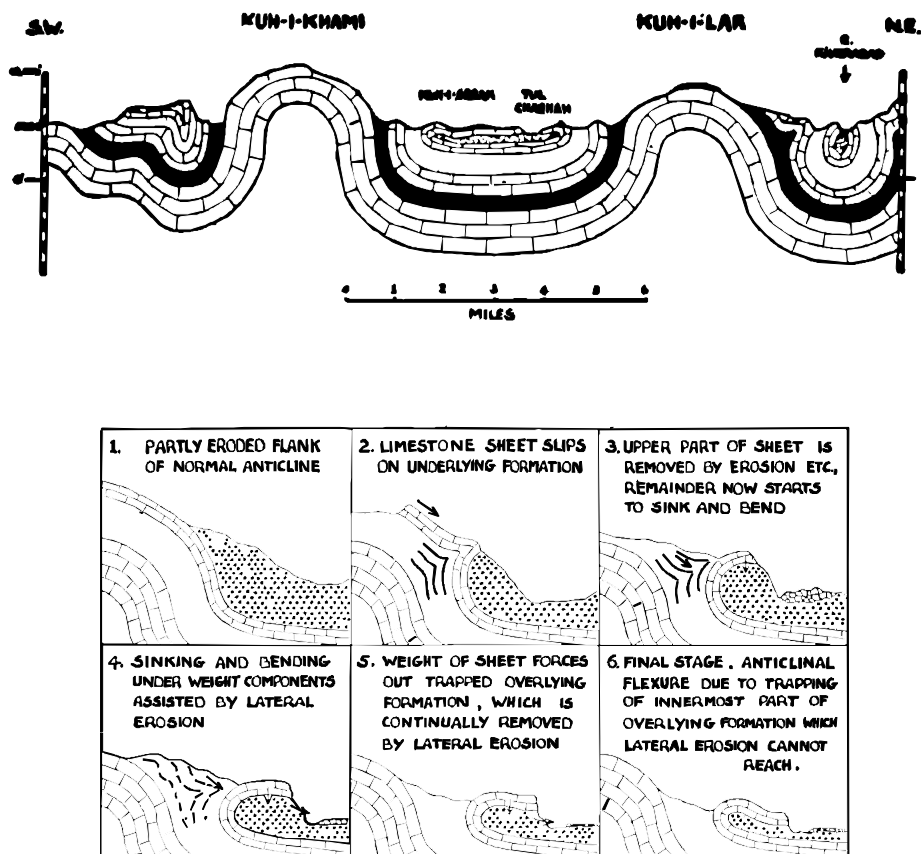 S.W.
KUH-I-KHAMI
KUH-I-LAR
N.E.
0
1
2
3
4
5
6
MILES
1. PARTLY ERODED FLANK
OF NORMAL ANTICLINE
2. LIMESTONE SHEET SLIPS
ON UNDERLYING FORMATION
3. UPPER PART OF SHEET IS
REMOVED BY EROSION ETC.,
REMAINDER NOW STARTS
TO SINK AND BEND
4. SINKING AND BENDING
UNDER WEIGHT COMPONENTS
ASSISTED BY LATERAL
EROSION
5. WEIGHT OF SHEET FORCES
OUT TRAPPED OVERLYING
FORMATION, WHICH IS
CONTINUALLY REMOVED
BY LATERAL EROSION
6. FINAL STAGE. ANTICLINAL
FLEXURE DUE TO TRAPPING
OF INNERMOST PART OF
OVERLYING FORMATION WHICH
LATERAL EROSION CANNOT
REACH.